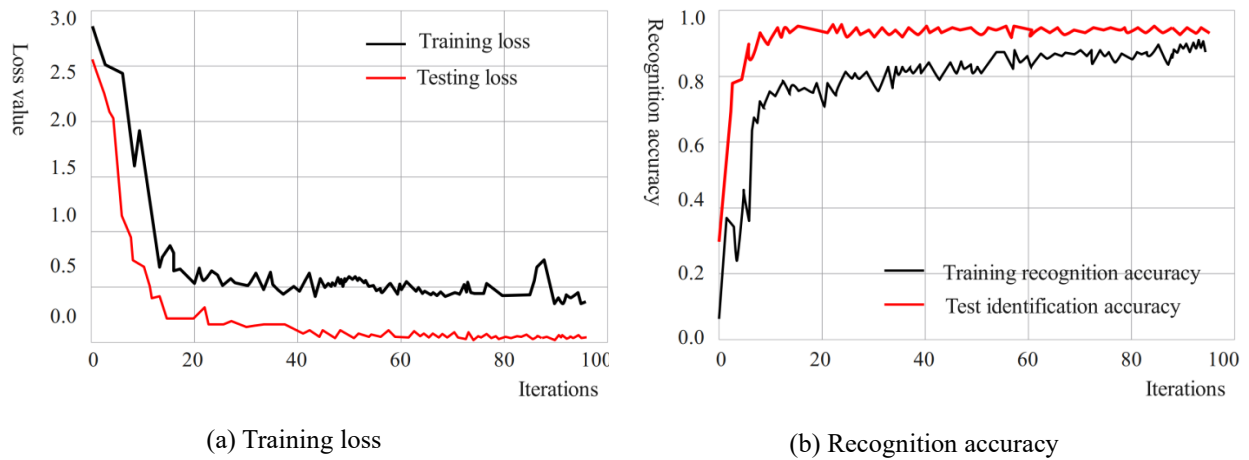 3.0
2.5
2.0
1.5
1.0
0.5
0.0
Loss value
Training loss
Testing loss
0
20
40
60
80
100
Iterations
(a) Training loss
1.0
0.8
0.6
0.4
0.2
0.0
Recognition accuracy
Training recognition accuracy
Test identification accuracy
0
20
40
60
80
100
Iterations
(b) Recognition accuracy